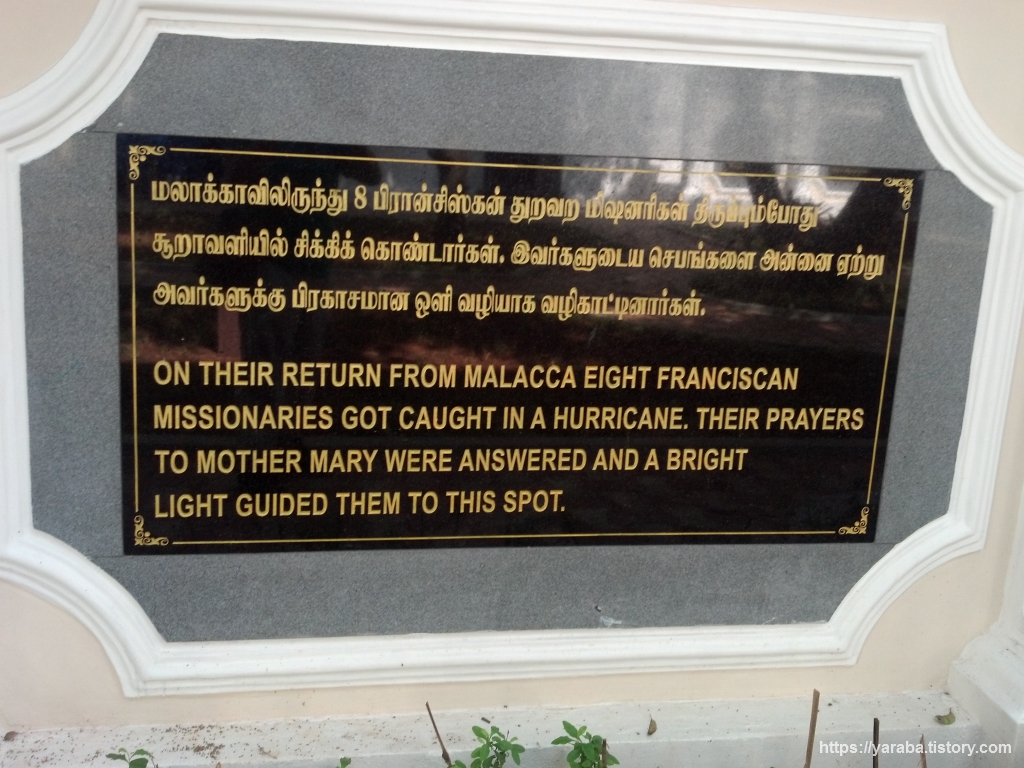 மலாக்காவிலிருந்து 8 பிரான்சிஸ்கன் துறவற மிஷனரிகள் திரும்பும்போது
சூறாவளியில் சிக்கிக் கொண்டார்கள். இவர்களுடைய செபங்களை அன்னை ஏற்று
அவர்களுக்கு பிரகாசமான ஒளி வழியாக வழிகாட்டினார்கள்.
ON THEIR RETURN FROM MALACCA EIGHT FRANCISCAN
MISSIONARIES GOT CAUGHT IN A HURRICANE. THEIR PRAYERS
TO MOTHER MARY WERE ANSWERED AND A BRIGHT
LIGHT GUIDED THEM TO THIS SPOT.
https://yaraba.tistory.com